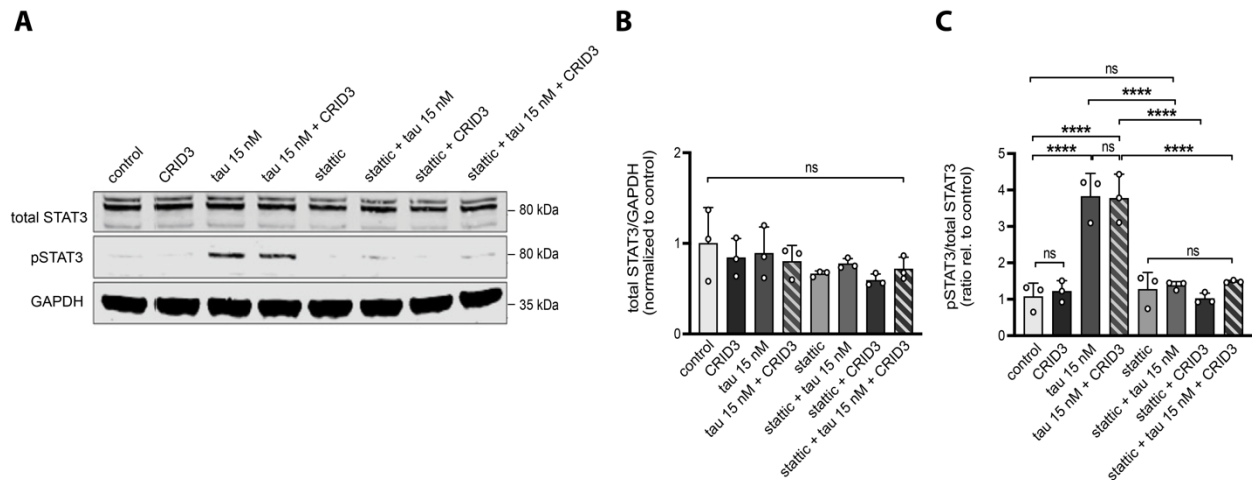 A
control
CRID3
tau 15 nM
tau 15 nM + CRID3
stattic
stattic + tau 15 nM
stattic + CRID3
stattic + tau 15 nM + CRID3
total STAT3
80 kDa
pSTAT3
80 kDa
GAPDH
35 kDa
B
total STAT3/GAPDH
(normalized to control)
2
1
0
ns
control
CRID3
tau 15 nM
tau 15 nM + CRID3
stattic
stattic + tau 15 nM
stattic + CRID3
stattic + tau 15 nM + CRID3
C
pSTAT3/total STAT3
(ratio rel. to control)
ns
****
****
****
****
ns
****
5
4
3
2
1
0
ns
ns
control
CRID3
tau 15 nM
tau 15 nM + CRID3
stattic
stattic + tau 15 nM
stattic + CRID3
stattic + tau 15 nM + CRID3